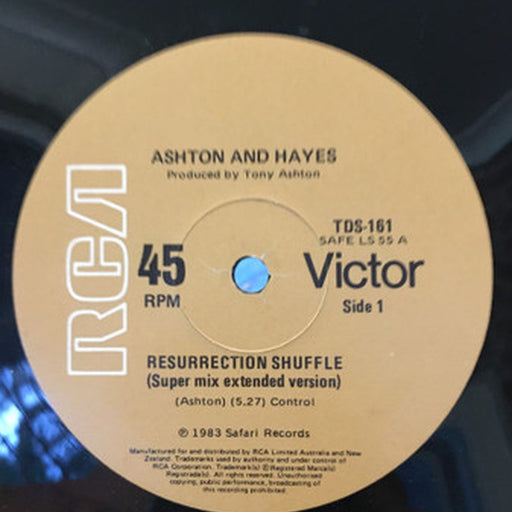 ASHTON AND HAYES
Produced by Tony Ashton
RCA
45
RPM
TDS-161
SAFE LS 55 A
Victor
Side 1
RESURRECTION SHUFFLE
(Super mix extended version)
(Ashton) (5.27) Control
℗ 1983 Safari Records
Manufactured for and distributed by RCA Limited Australia and New
Zealand. Trademarks used by authority and under control of
RCA Corporation. Trademark(s) ®Registered Marca(s)
Registrada(s). All rights reserved. Unauthorised
copying, public performance, broadcasting of
this recording prohibited.